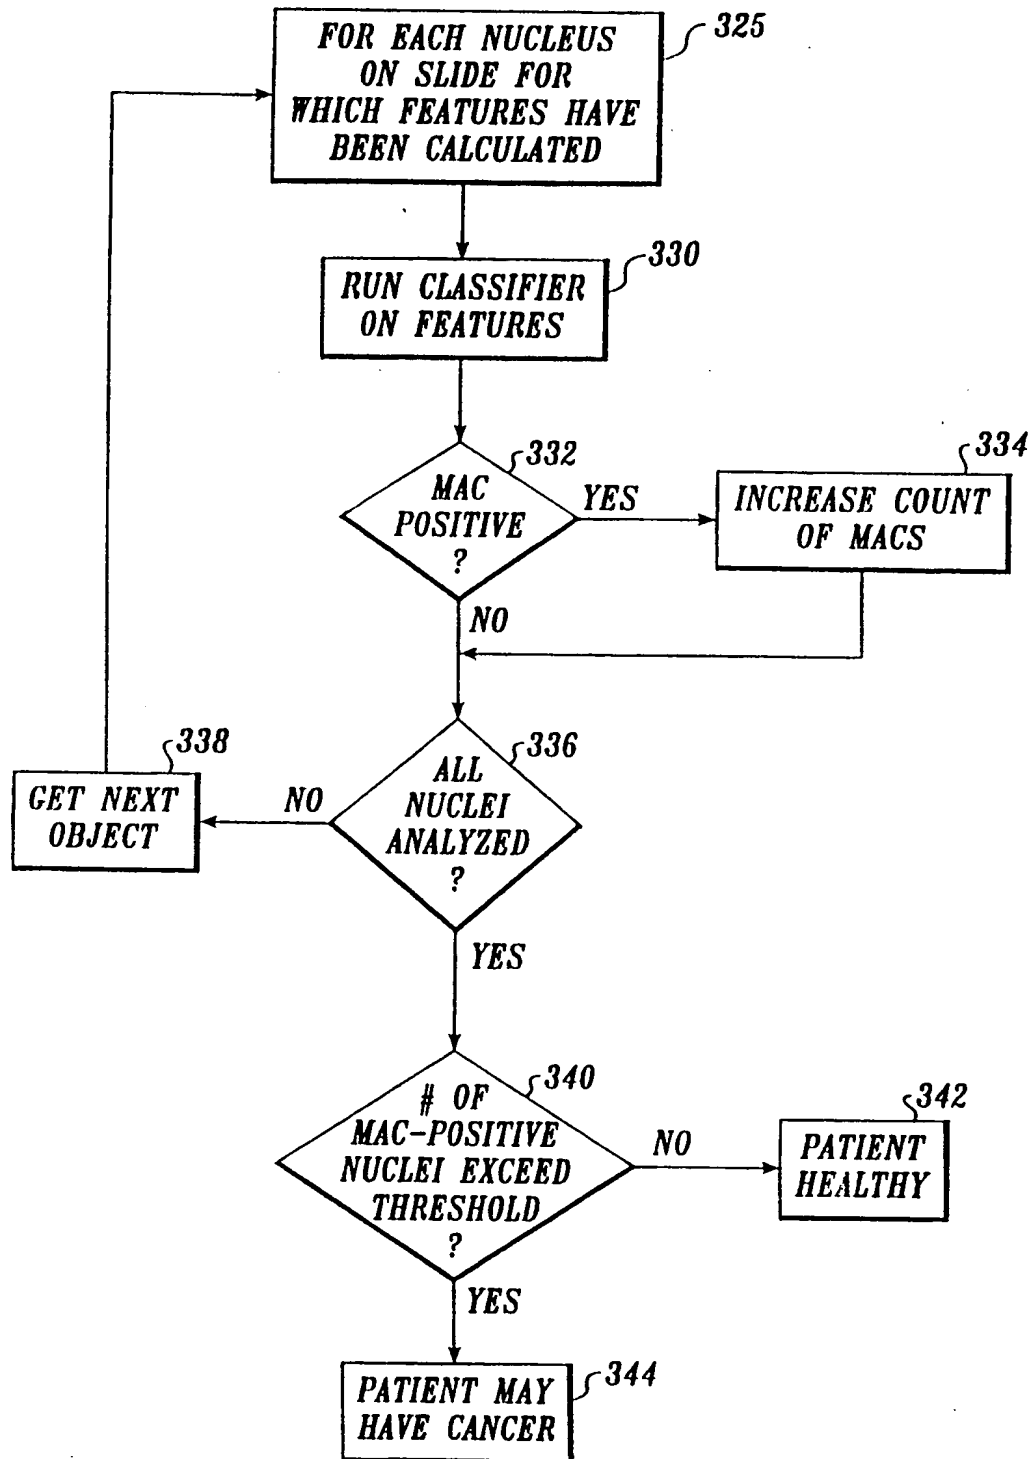 FOR EACH NUCLEUS
ON SLIDE FOR
WHICH FEATURES HAVE
BEEN CALCULATED
325
RUN CLASSIFIER
ON FEATURES
330
MAC
POSITIVE
?
332
YES
INCREASE COUNT
OF MACS
334
NO
ALL
NUCLEI
ANALYZED
?
336
NO
GET NEXT
OBJECT
338
YES
# OF
MAC-POSITIVE
NUCLEI EXCEED
THRESHOLD
?
340
NO
PATIENT
HEALTHY
342
YES
PATIENT MAY
HAVE CANCER
344